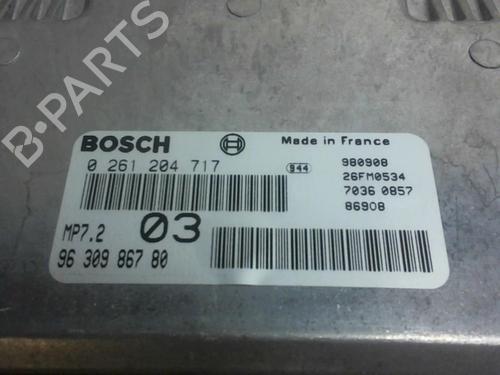 B-PARTS
BOSCH Made in France
0 261 204 717 944 980908
26FM0534
7036 0857
86908
MP7.2 03
96 309 867 80